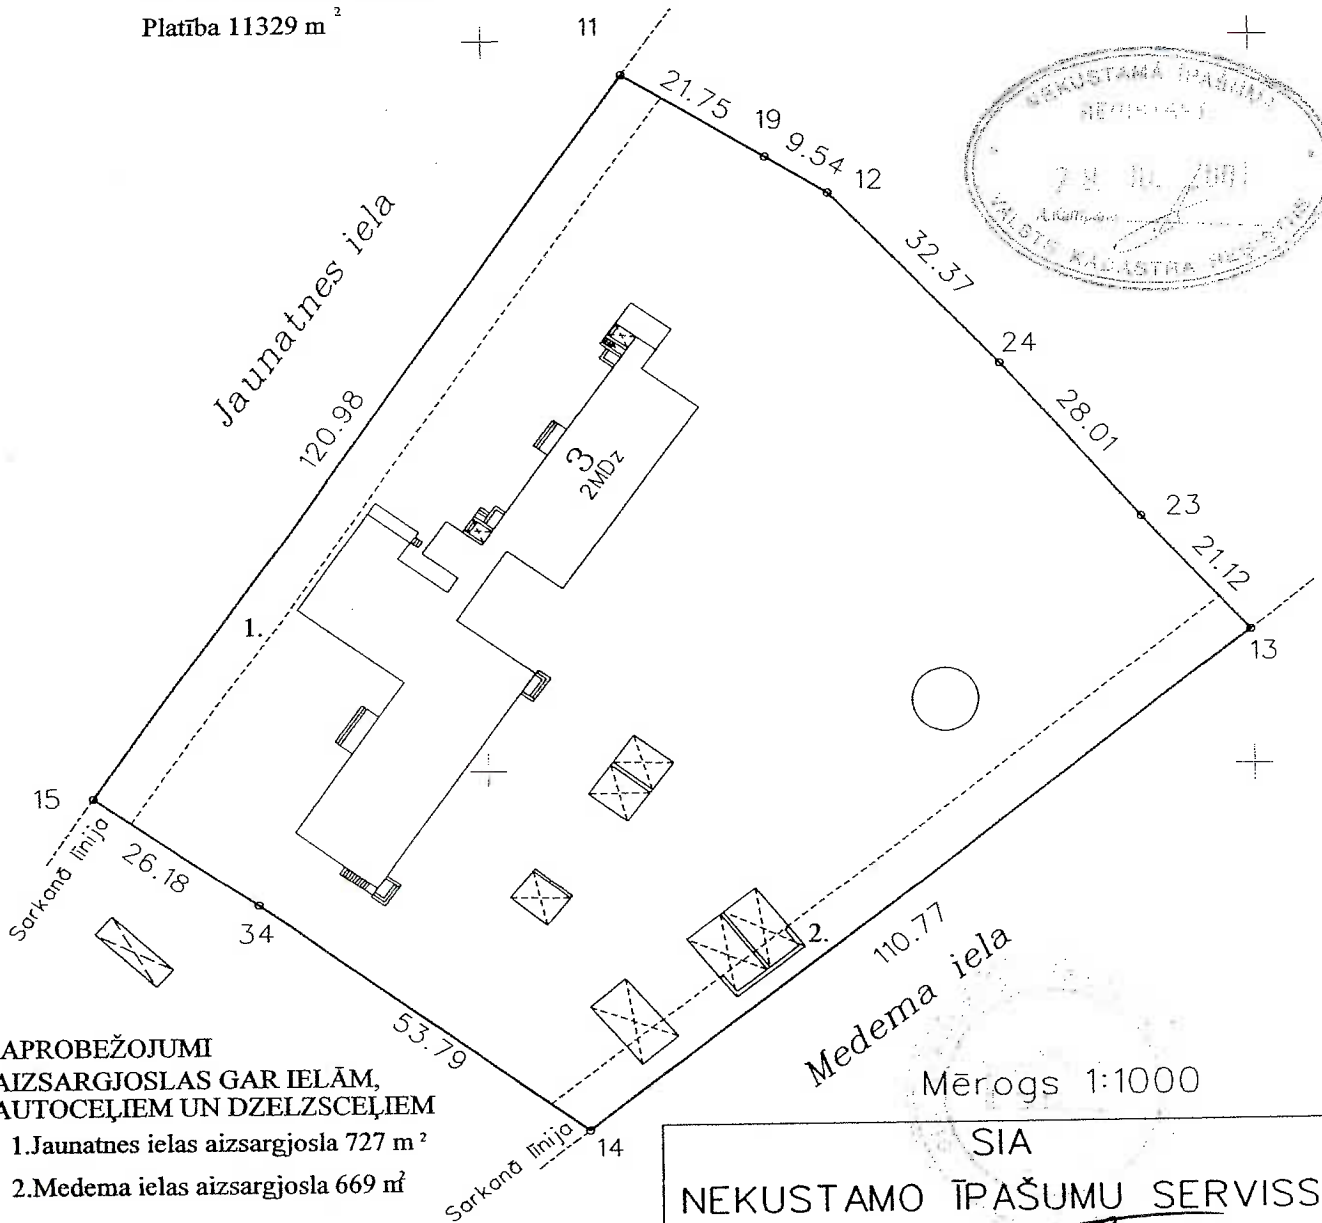 Platība 11329 m ²
11
21.75
19
9.54
12
NEKUSTAMĀ ĪPAŠUMA
VALSTS KADASTRA
32.37
24
Jaunatnes iela
120.98
28.01
23
21.12
13
3
2MDz
1.
15
Sarkanā līnija
26.18
34
53.79
2.
110.77
Medema iela
14
Sarkanā līnija
APROBEŽOJUMI
AIZSARGJOSLAS GAR IELĀM,
AUTOCEĻIEM UN DZELZSCEĻIEM
1.Jaunatnes ielas aizsargjosla 727 m ²
2.Medema ielas aizsargjosla 669 m²
Mērogs 1:1000
SIA
NEKUSTAMO ĪPAŠUMU SERVISS